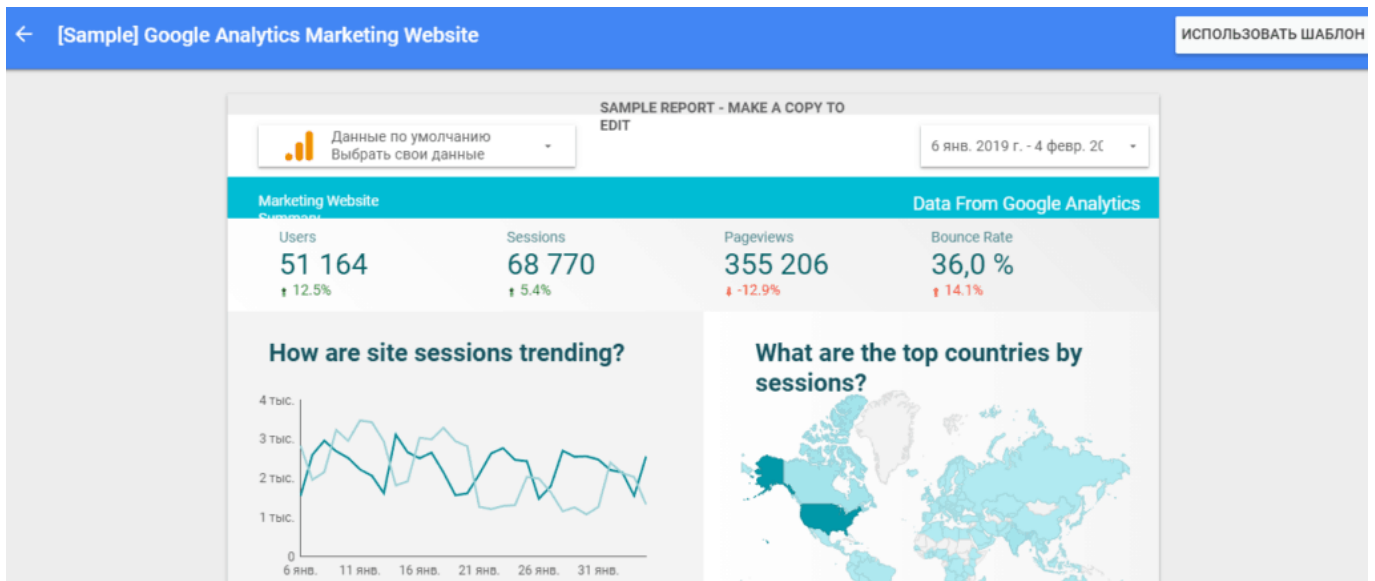 [Sample] Google Analytics Marketing Website
ИСПОЛЬЗОВАТЬ ШАБЛОН
SAMPLE REPORT - MAKE A COPY TO
EDIT
Данные по умолчанию
Выбрать свои данные
6 янв. 2019 г. - 4 февр. 20
Marketing Website
Summary
Data From Google Analytics
Users
51 164
12.5%
Sessions
68 770
5.4%
Pageviews
355 206
-12.9%
Bounce Rate
36,0 %
14.1%
How are site sessions trending?
4 тыс.
3 тыс.
2 тыс.
1 тыс.
0
6 янв. 11 янв. 16 янв. 21 янв. 26 янв. 31 янв.
What are the top countries by
sessions?